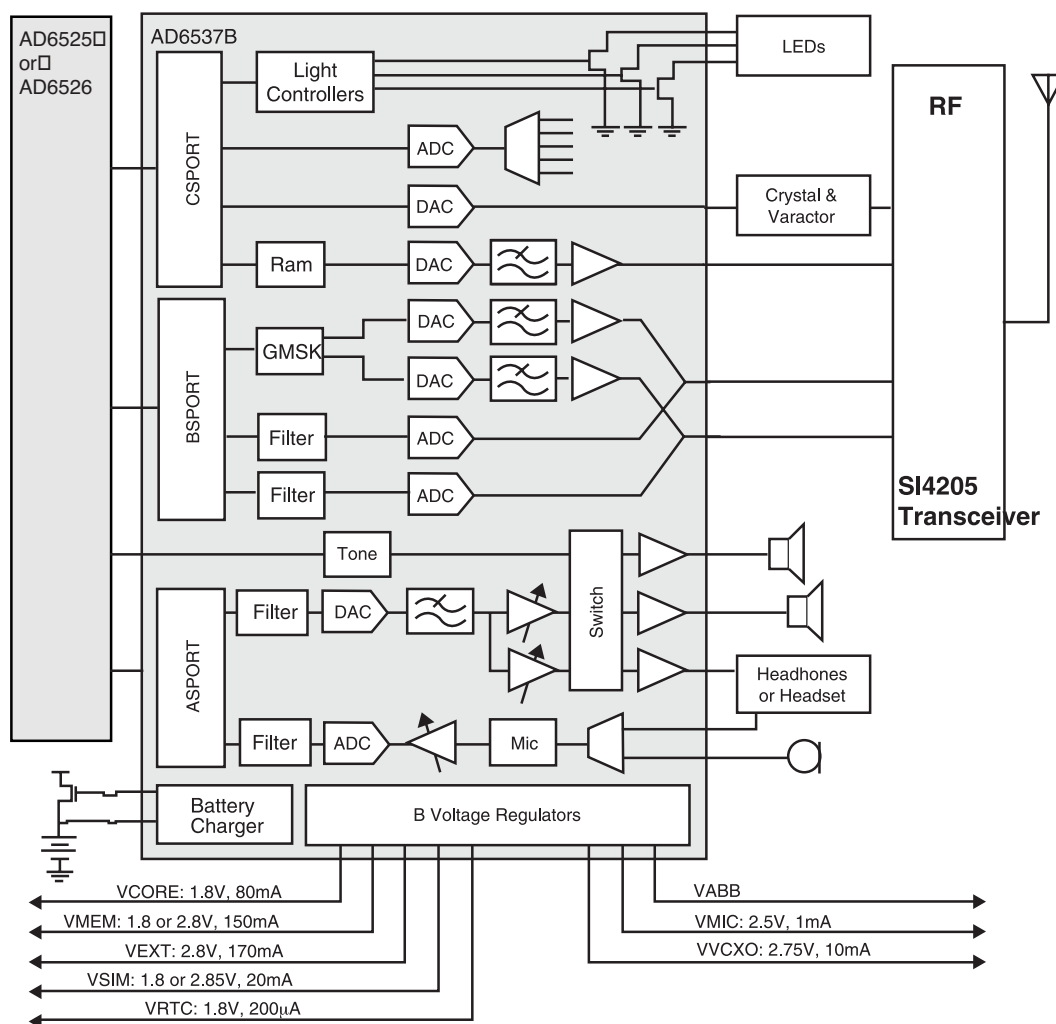 AD6525□
or□
AD6526
AD6537B
CSPORT
Light
Controllers
LEDs
RF
ADC
DAC
Crystal &
Varactor
Ram
DAC
BSPORT
GMSK
DAC
DAC
Filter
ADC
Filter
ADC
SI4205
Transceiver
Tone
Switch
ASPORT
Filter
DAC
Headphones
or Headset
Filter
ADC
Mic
Battery
Charger
B Voltage Regulators
VCORE: 1.8V, 80mA
VABB
VMEM: 1.8 or 2.8V, 150mA
VMIC: 2.5V, 1mA
VEXT: 2.8V, 170mA
VVCXO: 2.75V, 10mA
VSIM: 1.8 or 2.85V, 20mA
VRTC: 1.8V, 200µA